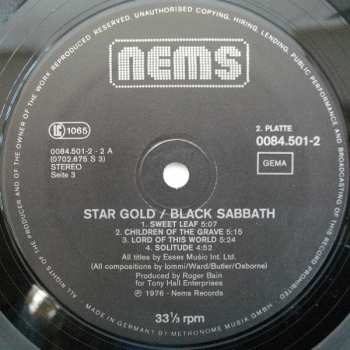 ALL RIGHTS OF THE MANUFACTURER AND OF THE OWNER OF THE WORK REPRODUCED RESERVED. UNAUTHORISED COPYING, HIRING, LENDING, PUBLIC PERFORMANCE AND BROADCASTING OF THIS RECORD PROHIBITED
nems
LC 1065
2. PLATTE
0084.501-2
0084.501-2 - 2 A
(0702.675 S 3)
STEREO
Seite 3
GEMA
STAR GOLD / BLACK SABBATH
1. SWEET LEAF 5:07
2. CHILDREN OF THE GRAVE 5:15
3. LORD OF THIS WORLD 5:24
4. SOLITUDE 4:52
All titles by Essex Music Int. Ltd.
(All compositions by Iommi/Ward/Butler/Osborne)
Produced by Roger Bain
for Tony Hall Enterprises
℗ 1976 - Nems Records
33⅓ rpm
MADE IN GERMANY BY METRONOME MUSIK GMBH